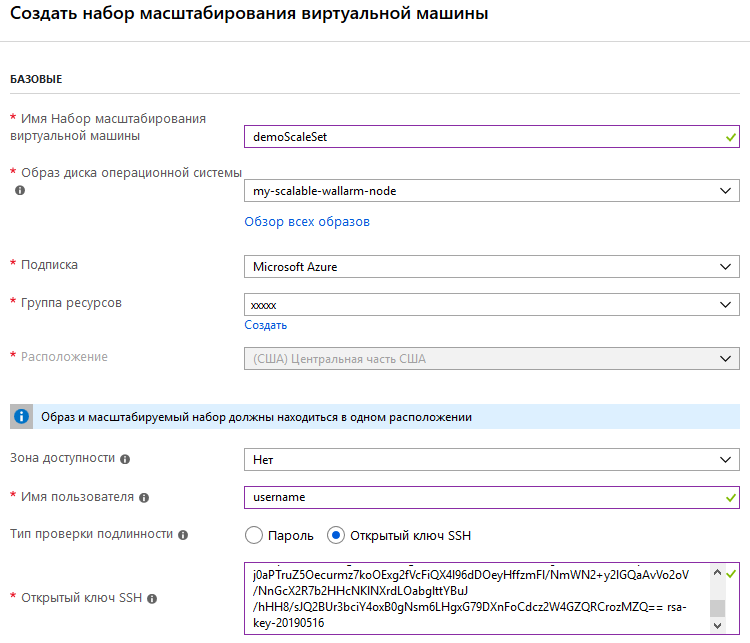 Создать набор масштабирования виртуальной машины
БАЗОВЫЕ
* Имя Набор масштабирования
виртуальной машины
demoScaleSet
* Образ диска операционной системы
my-scalable-wallarm-node
Обзор всех образов
* Подписка
Microsoft Azure
* Группа ресурсов
xxxxx
Создать
* Расположение
(США) Центральная часть США
Образ и масштабируемый набор должны находиться в одном расположении
Зона доступности
Нет
* Имя пользователя
username
Тип проверки подлинности
Пароль
Открытый ключ SSH
* Открытый ключ SSH
j0aPTruZ5Oecurmz7koOExg2fVcFiQX4I96dDOeyHffzmFI/NmWN2+y2IGQaAvVo2oV
/NnGcX2R7b2HHcNKINXrdLOabgIttYBuJ
/hHH8/sJQ2BUr3bciY4oxB0gNsm6LHgxG79DXnFoCdcz2W4GZQRCrozMZQ== rsa-
key-20190516